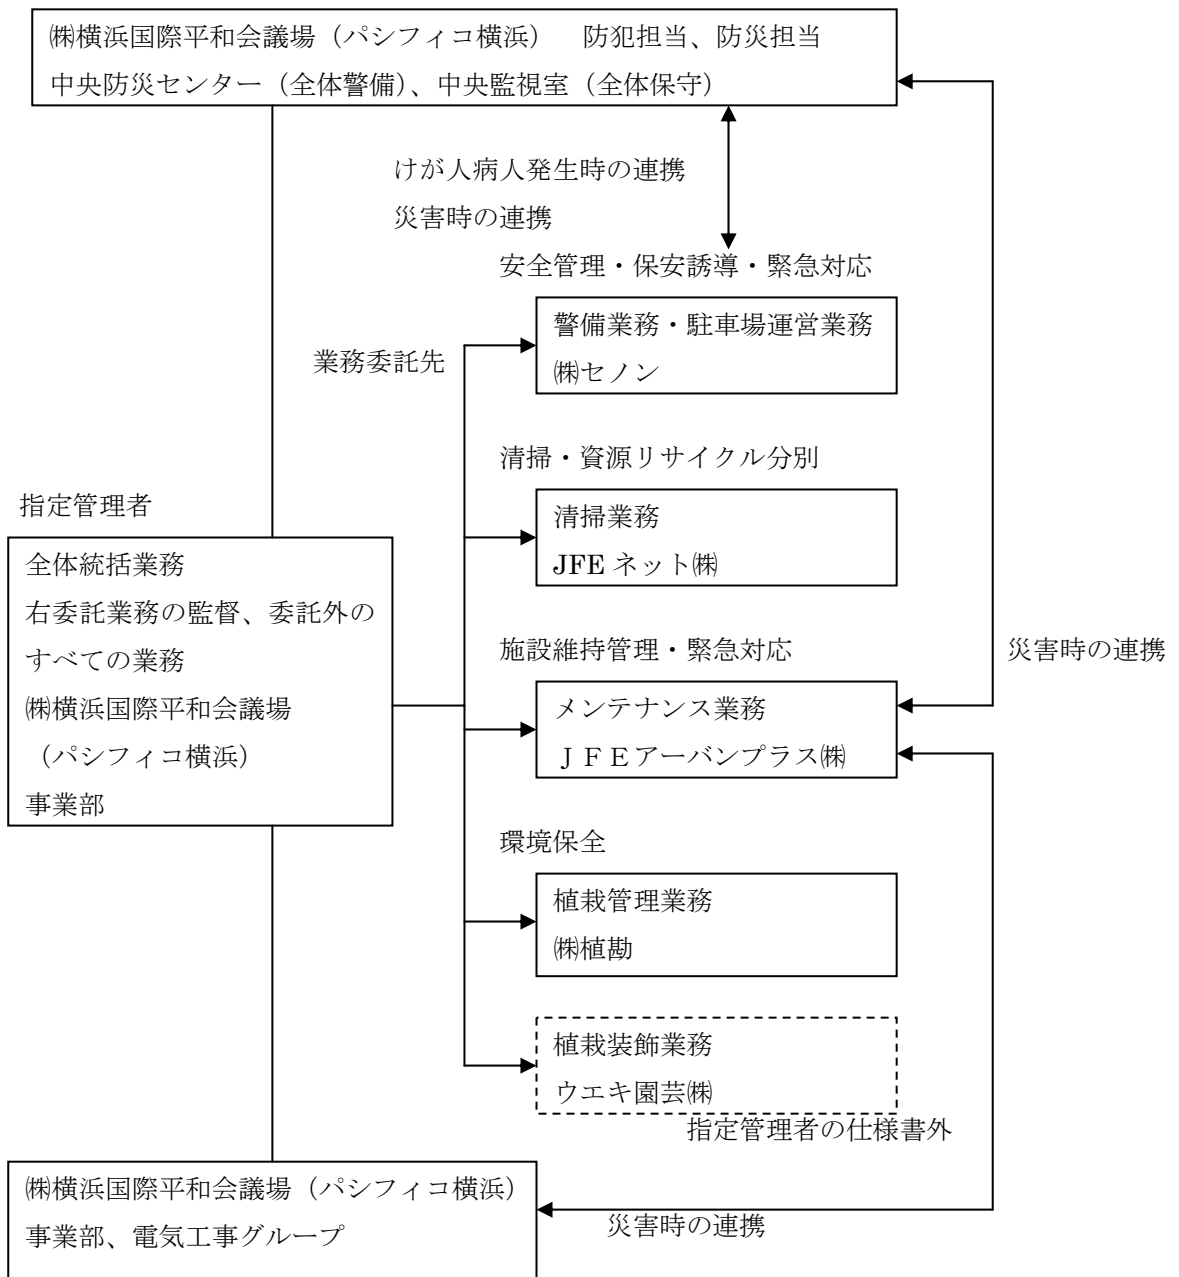 ㈱横浜国際平和会議場（パシフィコ横浜）　防犯担当、防災担当
中央防災センター（全体警備）、中央監視室（全体保守）
けが人病人発生時の連携
災害時の連携
安全管理・保安誘導・緊急対応
警備業務・駐車場運営業務
㈱セノン
業務委託先
清掃・資源リサイクル分別
清掃業務
JFE ネット㈱
指定管理者
全体統括業務
右委託業務の監督、委託外の
すべての業務
㈱横浜国際平和会議場
（パシフィコ横浜）
事業部
施設維持管理・緊急対応
メンテナンス業務
ＪＦＥアーバンプラス㈱
災害時の連携
環境保全
植栽管理業務
㈱植勘
植栽装飾業務
ウエキ園芸㈱
指定管理者の仕様書外
㈱横浜国際平和会議場（パシフィコ横浜）
事業部、電気工事グループ
災害時の連携